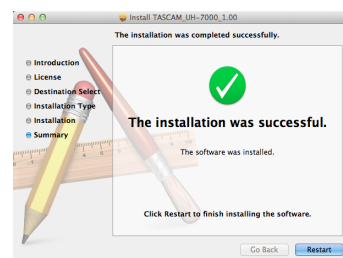 Install TASCAM_UH-7000_1.00
The installation was completed successfully.
Introduction
License
Destination Select
Installation Type
Installation
Summary
The installation was successful.
The software was installed.
Click Restart to finish installing the software.
Go Back
Restart